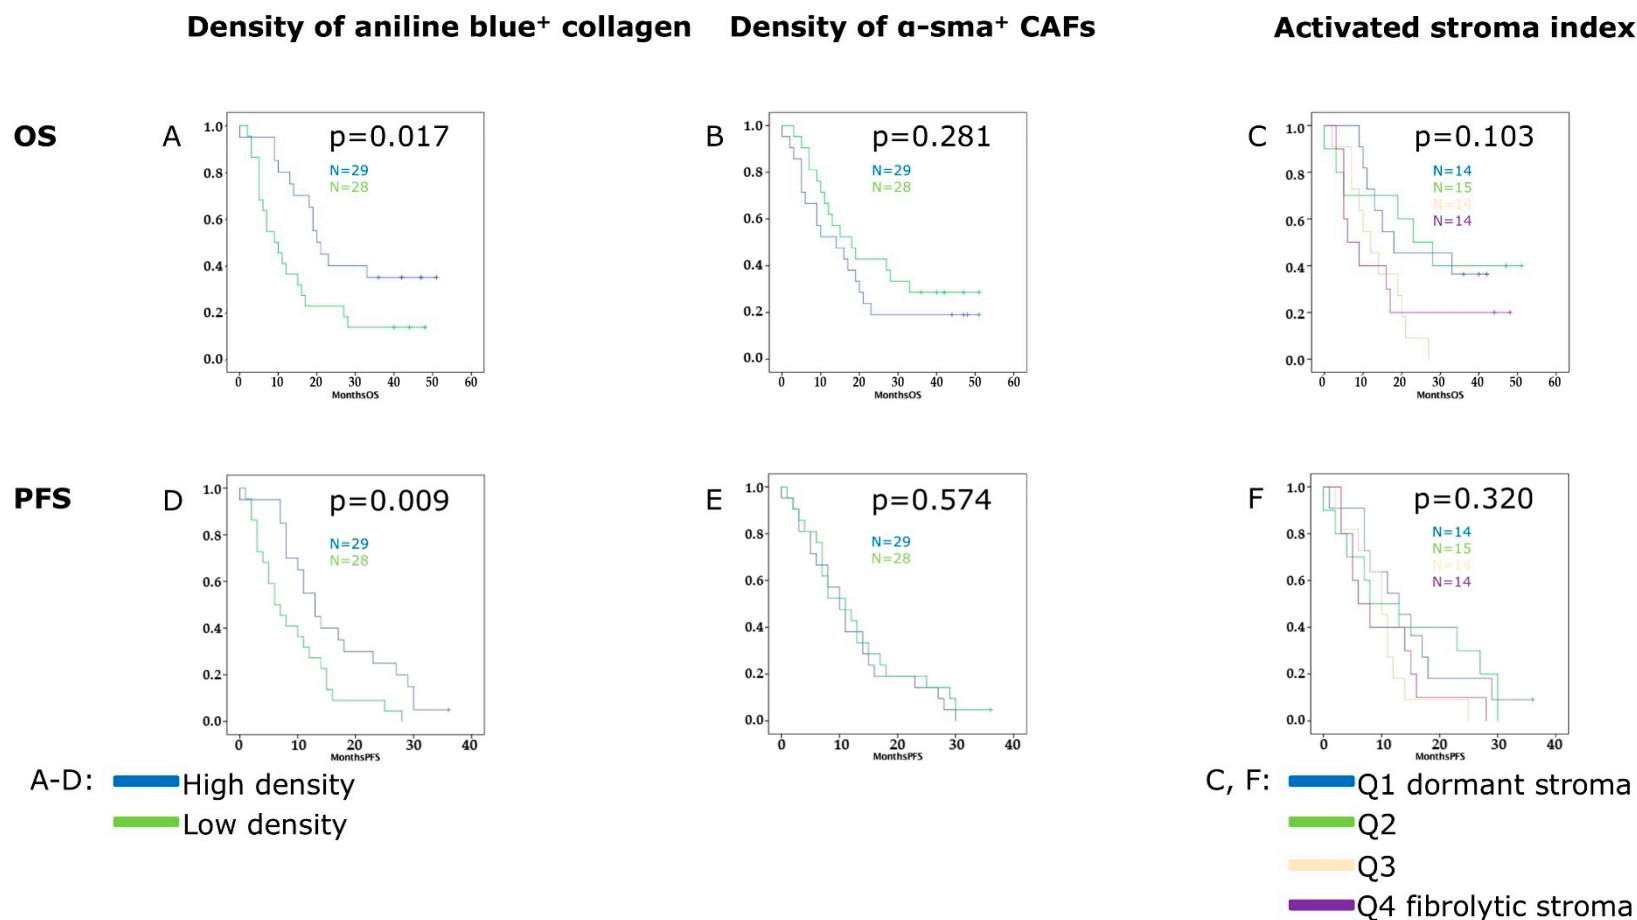 Density of aniline blue⁺ collagen
Density of α-sma⁺ CAFs
Activated stroma index
OS
A
p=0.017
N=29
N=28
1.0
0.8
0.6
0.4
0.2
0.0
0 10 20 30 40 50 60
MonthsOS
B
p=0.281
N=29
N=28
1.0
0.8
0.6
0.4
0.2
0.0
0 10 20 30 40 50 60
MonthsOS
C
p=0.103
N=14
N=15
N=14
N=14
1.0
0.8
0.6
0.4
0.2
0.0
0 10 20 30 40 50 60
MonthsOS
PFS
D
p=0.009
N=29
N=28
1.0
0.8
0.6
0.4
0.2
0.0
0 10 20 30 40
MonthsPFS
E
p=0.574
N=29
N=28
1.0
0.8
0.6
0.4
0.2
0.0
0 10 20 30 40
MonthsPFS
F
p=0.320
N=14
N=15
N=14
N=14
1.0
0.8
0.6
0.4
0.2
0.0
0 10 20 30 40
MonthsPFS
A-D:
High density
Low density
C, F:
Q1 dormant stroma
Q2
Q3
Q4 fibrolytic stroma